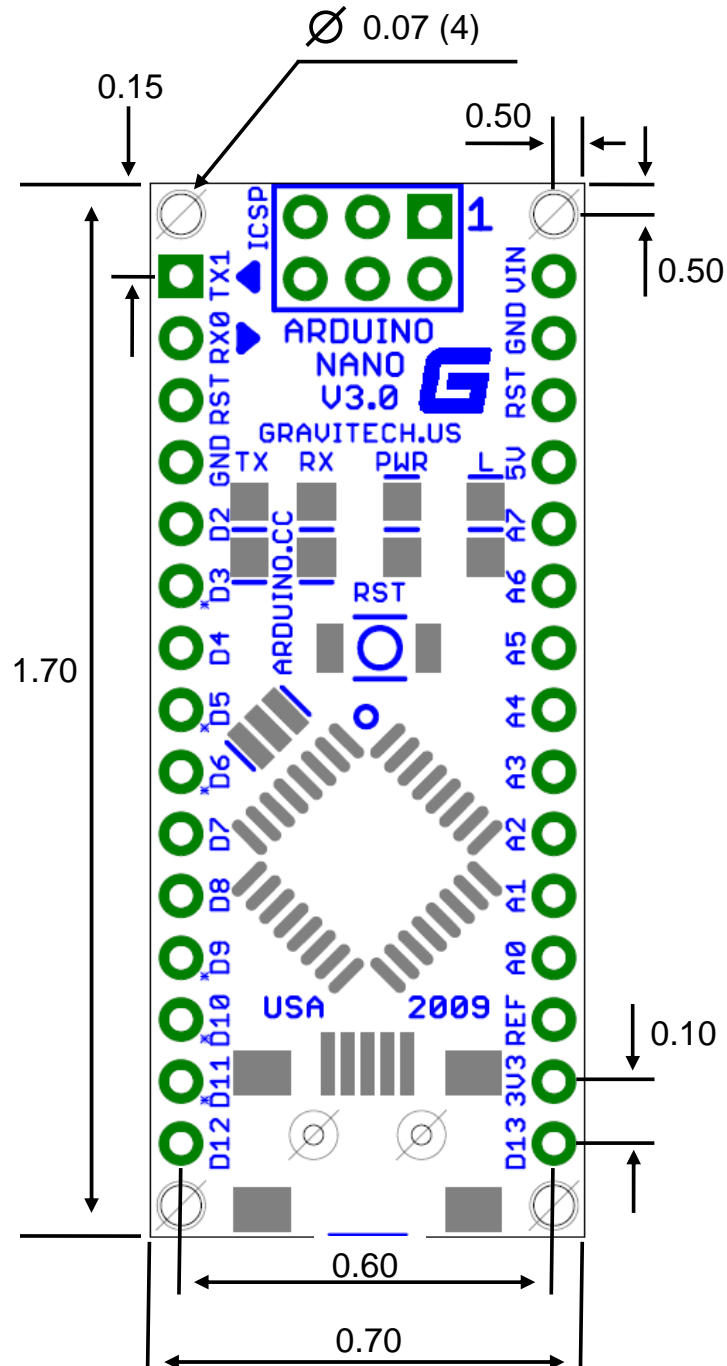 Ø 0.07 (4)
0.15
0.50
0.50
ICSP
1
TX1
RX0
RST
GND
D2
*D3
D4
*D5
*D6
D7
D8
*D9
*D10
*D11
D12
VIN
GND
RST
5V
A7
A6
A5
A4
A3
A2
A1
A0
REF
3V3
D13
ARDUINO
NANO
V3.0
G
GRAVITECH.US
TX RX PWR L
ARDUINO.CC
RST
1.70
USA 2009
0.10
0.60
0.70